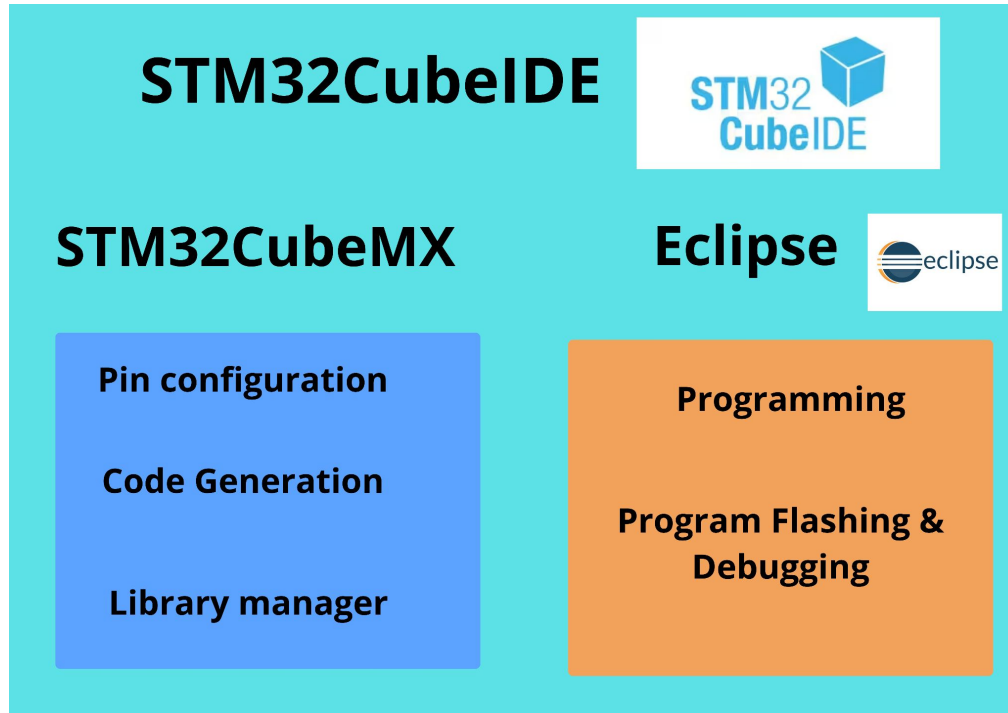 STM32CubeIDE
STM32
CubeIDE
STM32CubeMX
Eclipse
eclipse
Pin configuration
Code Generation
Library manager
Programming
Program Flashing &
Debugging